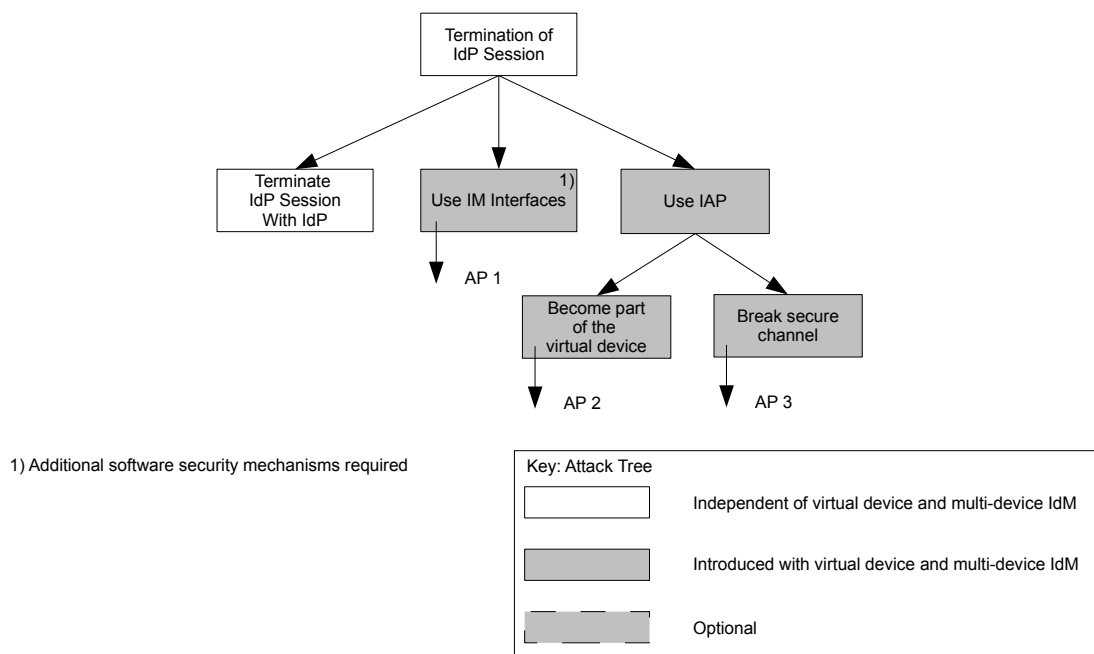 Termination of
IdP Session
Terminate
IdP Session
With IdP
1)
Use IM Interfaces
Use IAP
AP 1
Become part
of the
virtual device
Break secure
channel
AP 2
AP 3
1) Additional software security mechanisms required
Key: Attack Tree
Independent of virtual device and multi-device IdM
Introduced with virtual device and multi-device IdM
Optional